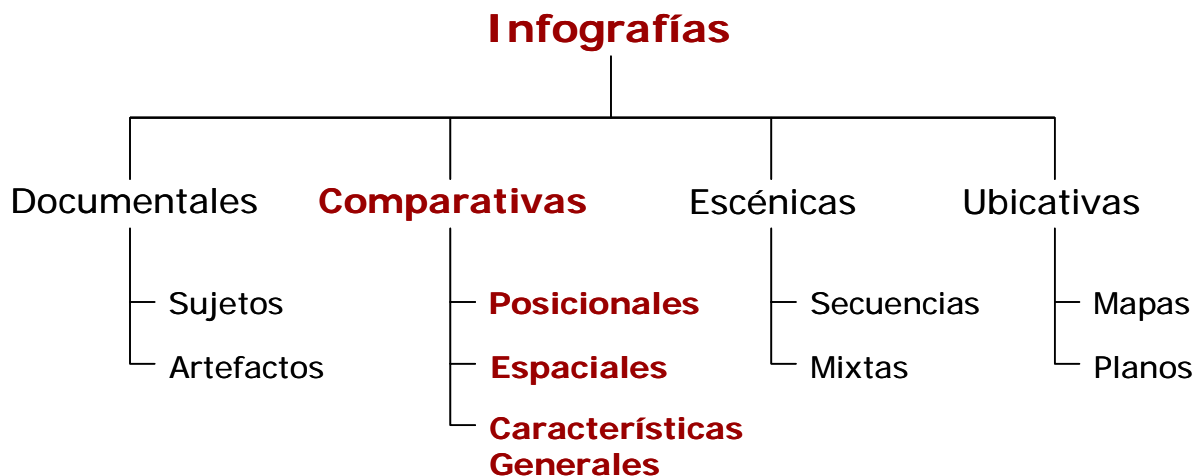 Infografías
Documentales
Comparativas
Escénicas
Ubicativas
Sujetos
Artefactos
Posicionales
Espaciales
Características
Generales
Secuencias
Mixtas
Mapas
Planos